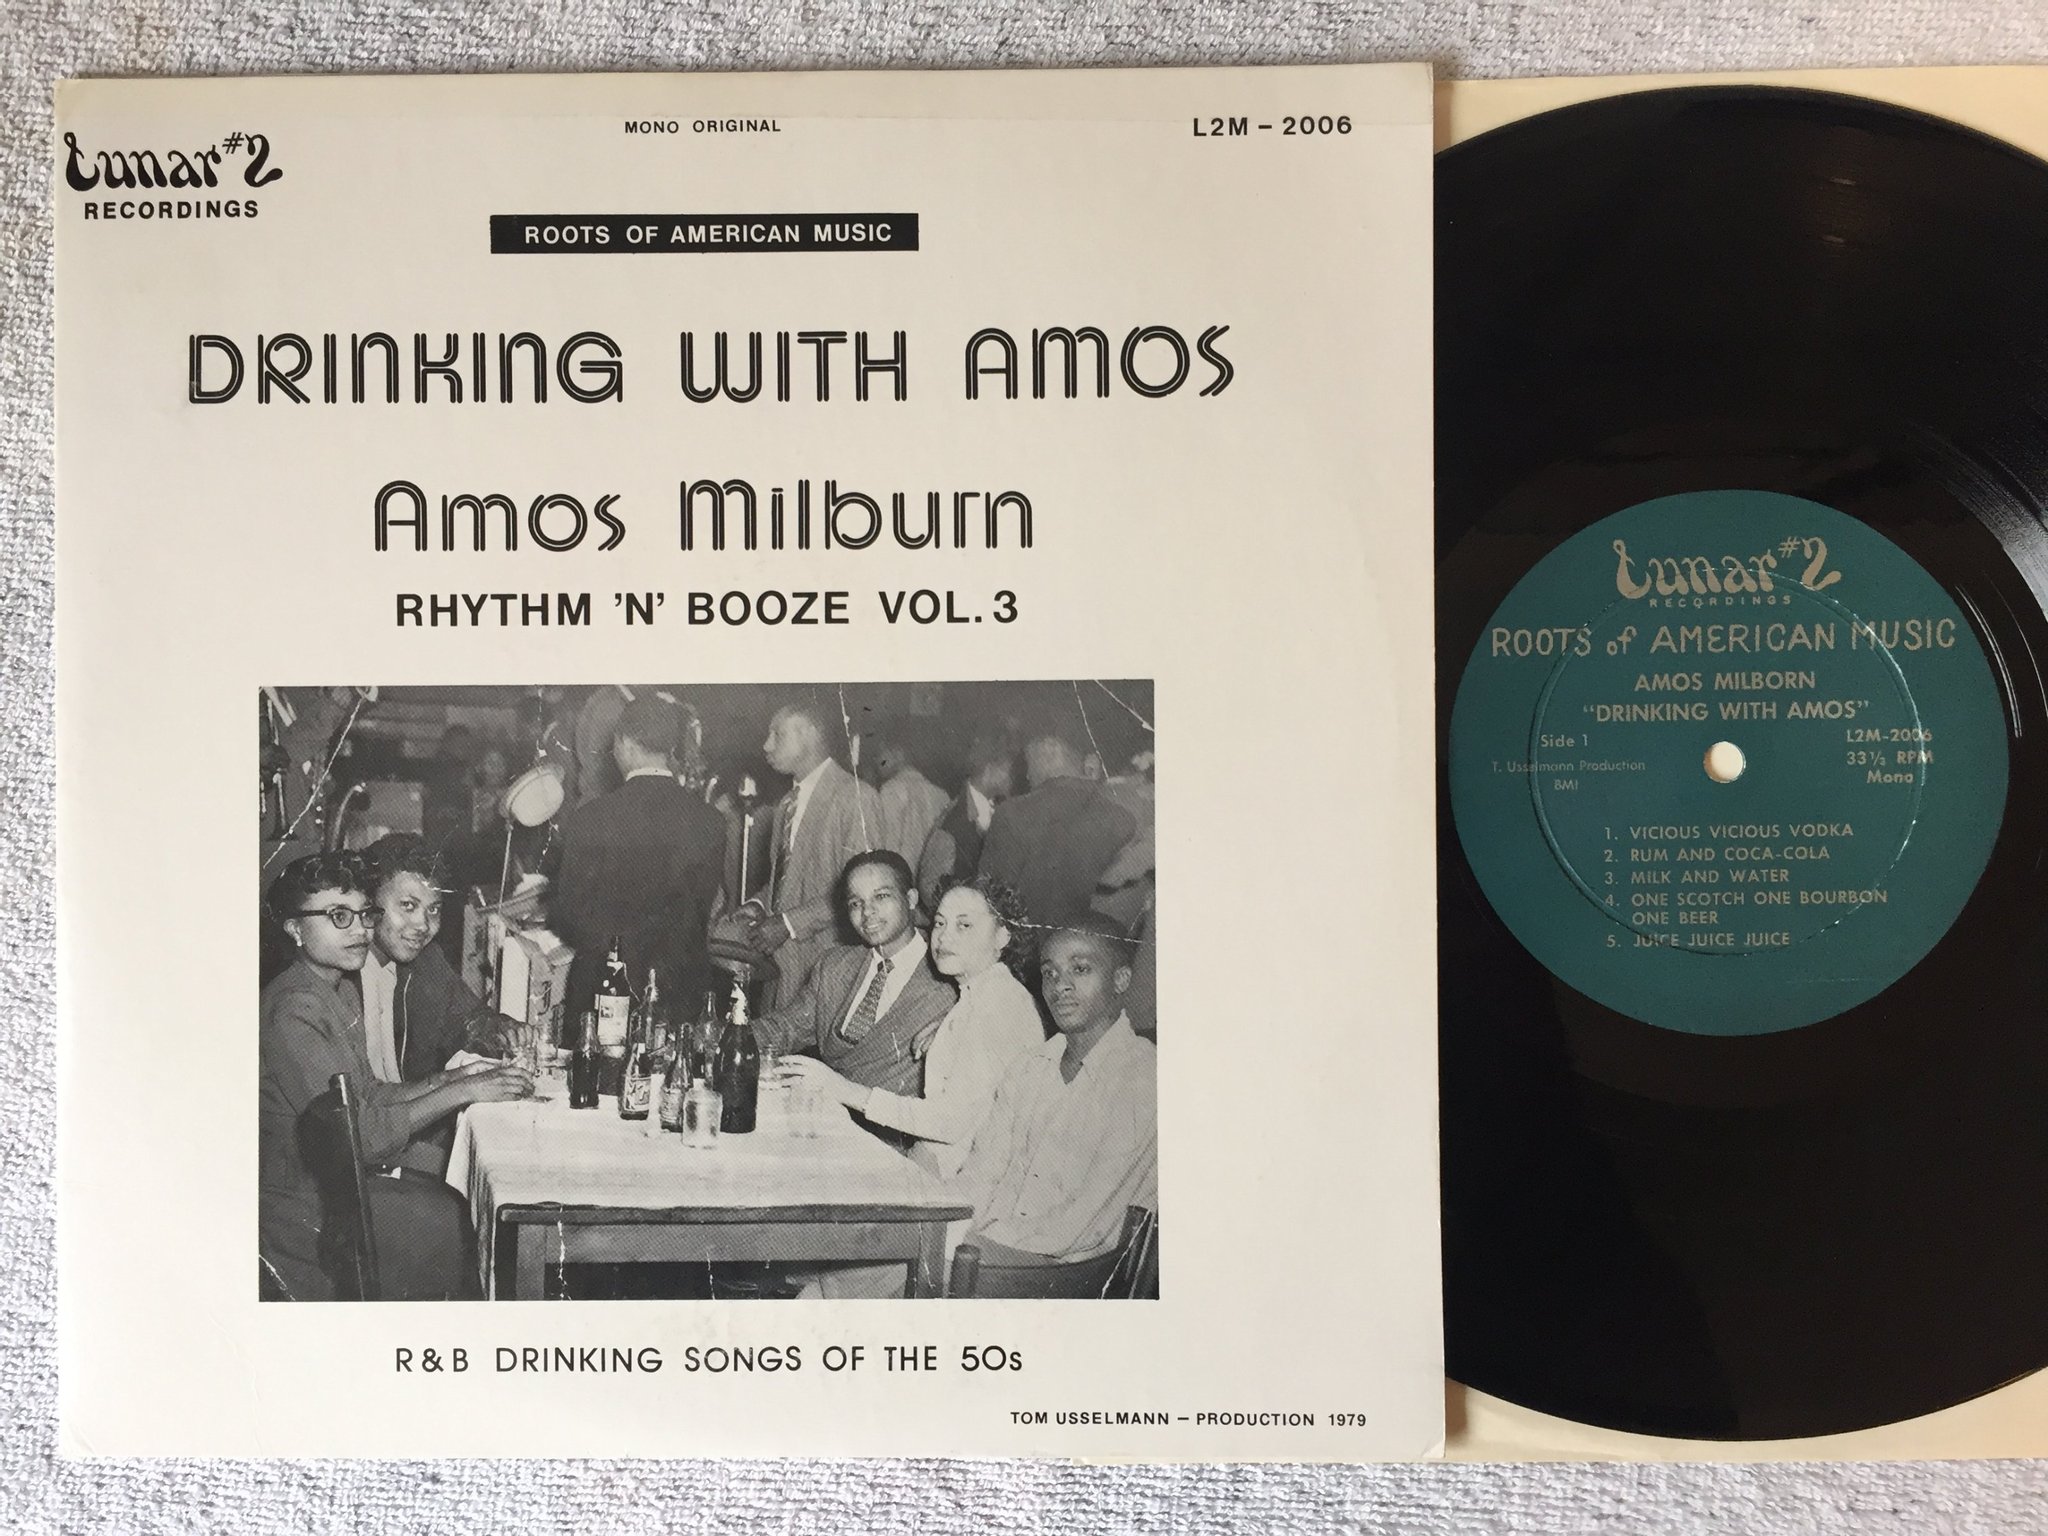 Lunar #2
RECORDINGS
MONO ORIGINAL
L2M – 2006
ROOTS OF AMERICAN MUSIC
DRINKING WITH AMOS
Amos Milburn
RHYTHM 'N' BOOZE VOL. 3
R & B DRINKING SONGS OF THE 50s
TOM USSELMANN – PRODUCTION 1979
Lunar #2
RECORDINGS
ROOTS of AMERICAN MUSIC
AMOS MILBORN
"DRINKING WITH AMOS"
Side 1
T. Usselmann Production
BMI
L2M-2006
33⅓ RPM
Mono
1. VICIOUS VICIOUS VODKA
2. RUM AND COCA-COLA
3. MILK AND WATER
4. ONE SCOTCH ONE BOURBON
ONE BEER
5. JUICE JUICE JUICE